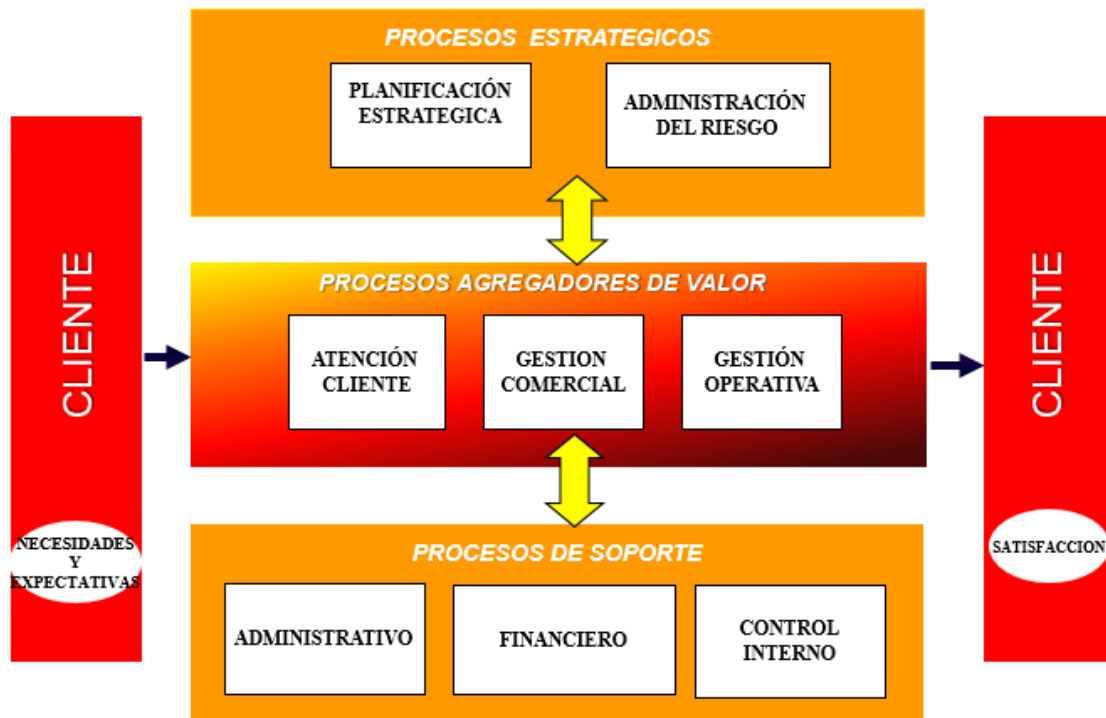 PROCESOS ESTRATEGICOS
PLANIFICACIÓN
ESTRATEGICA
ADMINISTRACIÓN
DEL RIESGO
CLIENTE
NECESIDADES
Y
EXPECTATIVAS
PROCESOS AGREGADORES DE VALOR
ATENCIÓN
CLIENTE
GESTION
COMERCIAL
GESTIÓN
OPERATIVA
CLIENTE
SATISFACCION
PROCESOS DE SOPORTE
ADMINISTRATIVO
FINANCIERO
CONTROL
INTERNO